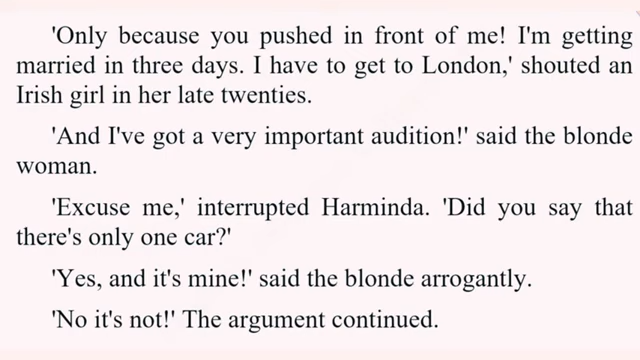 'Only because you pushed in front of me! I'm getting
married in three days. I have to get to London,' shouted an
Irish girl in her late twenties.
'And I've got a very important audition!' said the blonde
woman.
'Excuse me,' interrupted Harminda. 'Did you say that
there's only one car?'
'Yes, and it's mine!' said the blonde arrogantly.
'No it's not!' The argument continued.